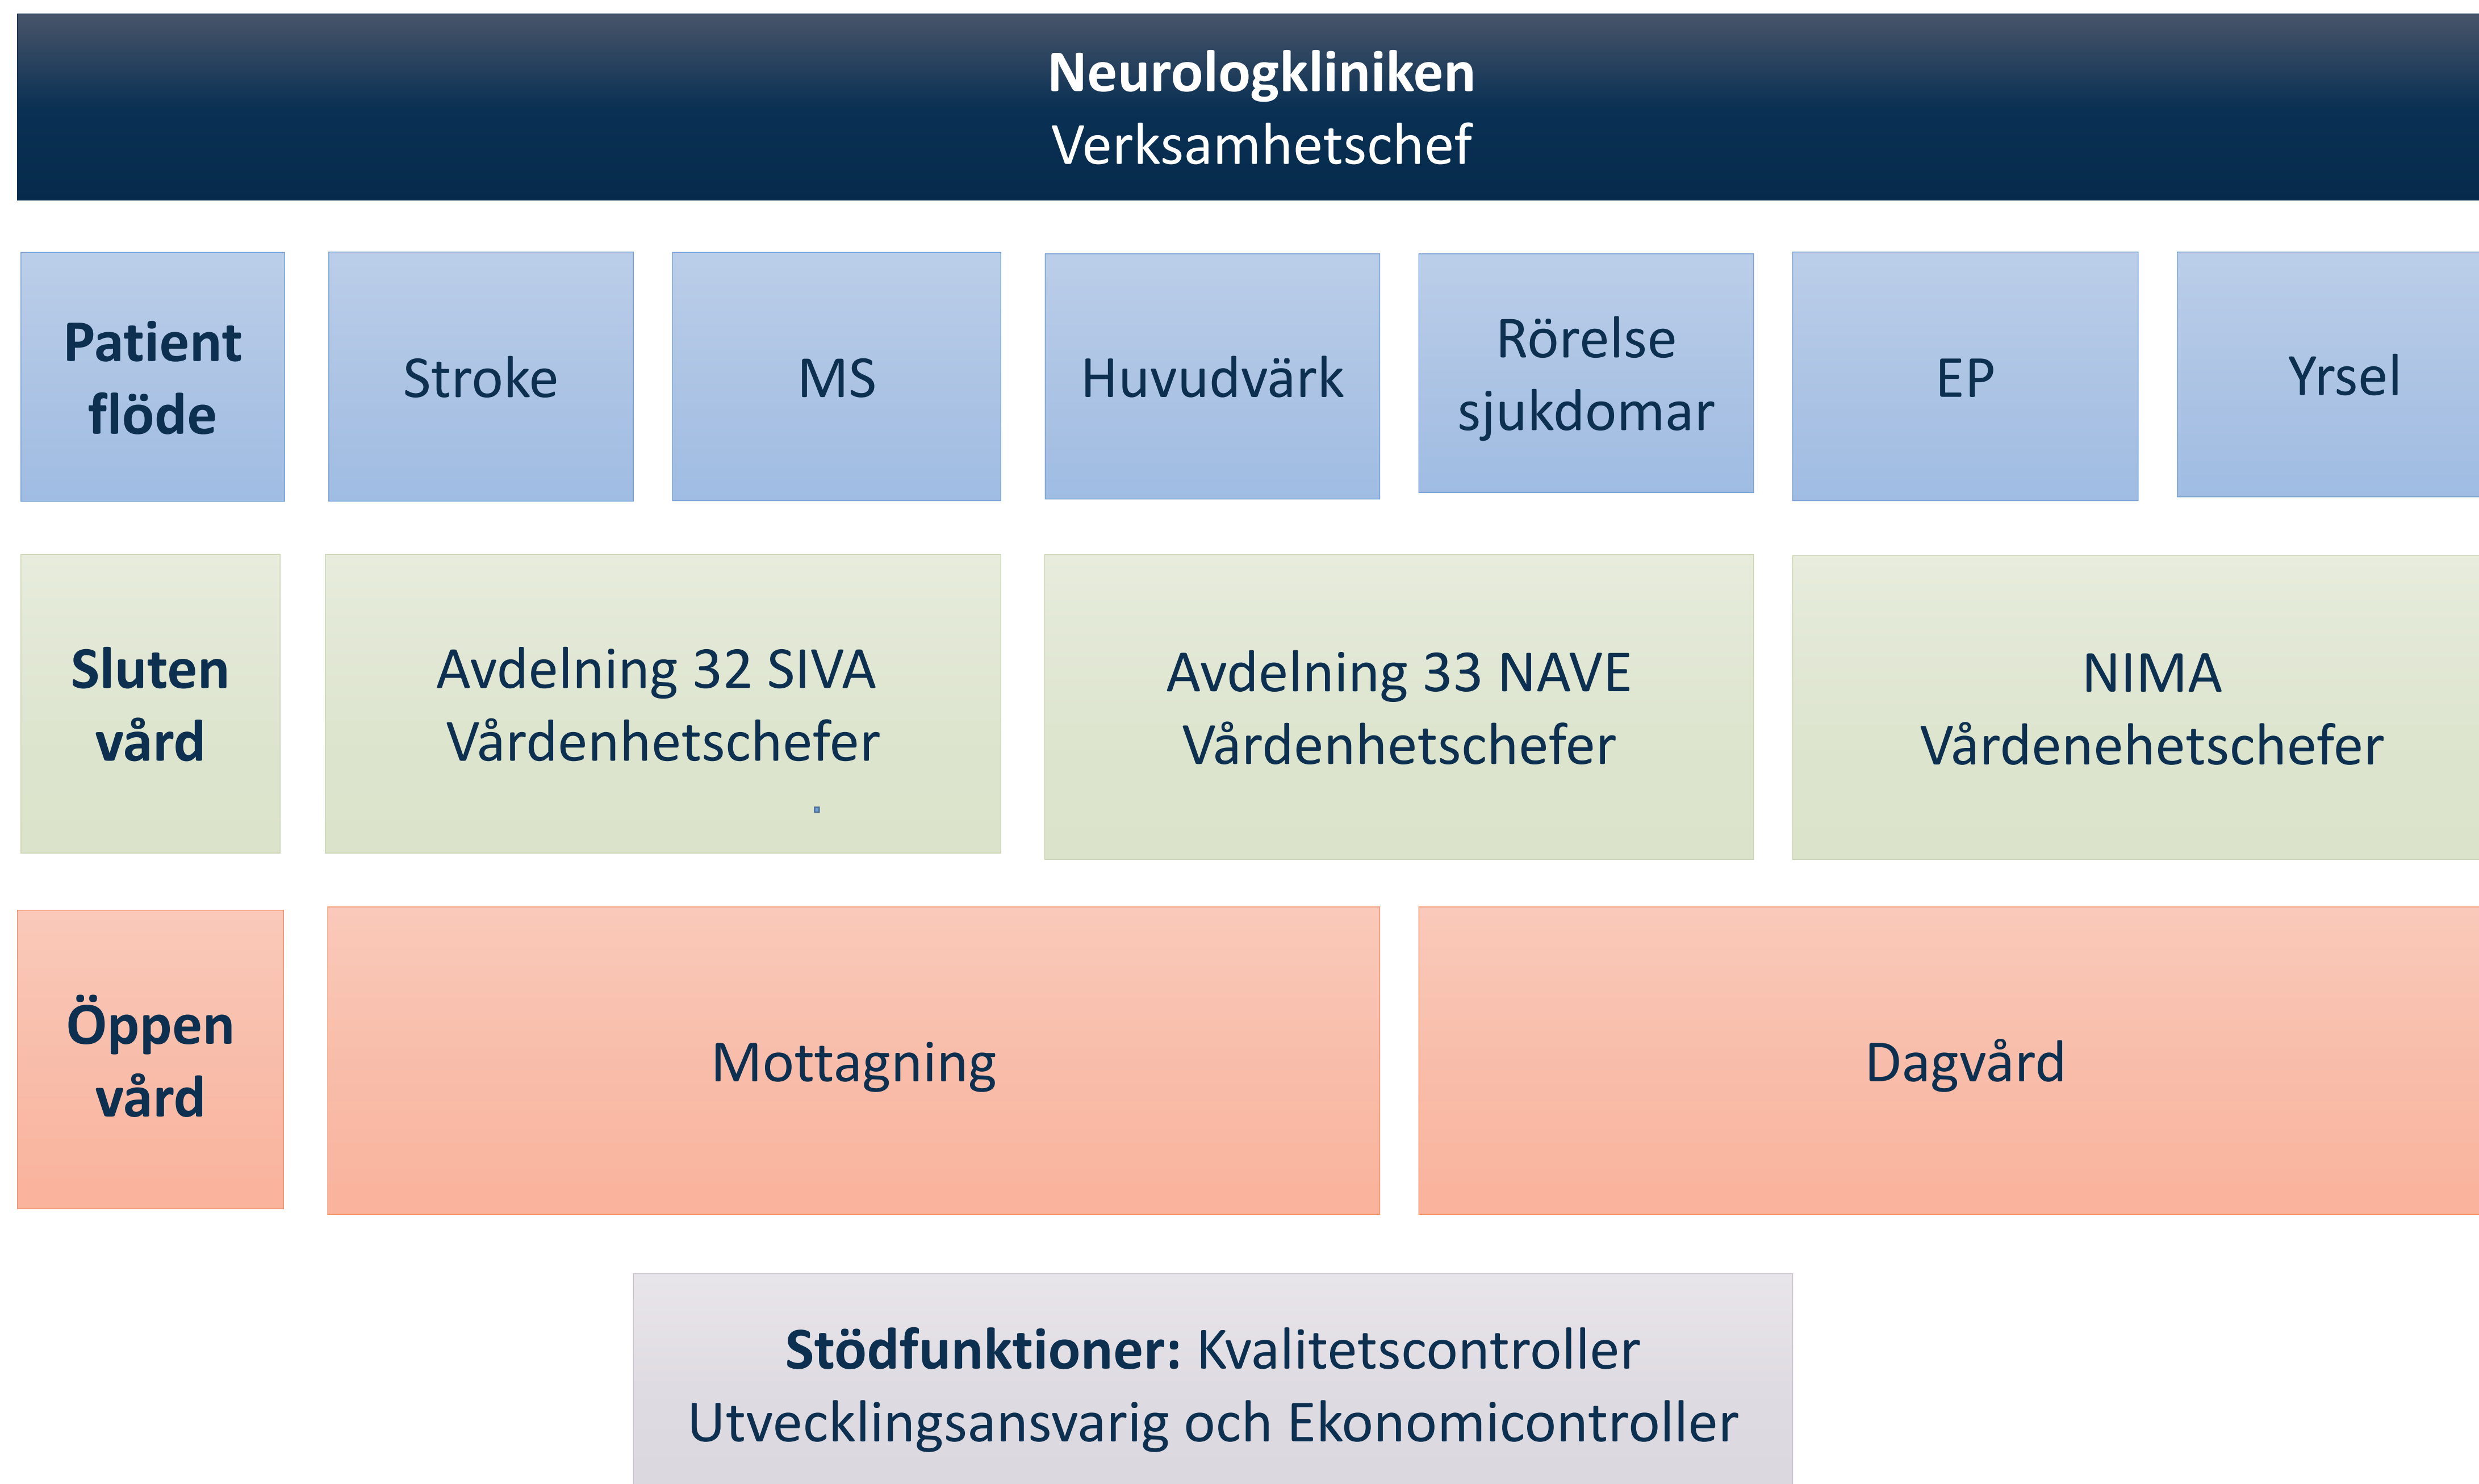 Neurologkliniken
Verksamhetschef
Patient
flöde
Stroke
MS
Huvudvärk
Rörelse
sjukdomar
EP
Yrsel
Sluten
vård
Avdelning 32 SIVA
Vårdenhetschefer
Avdelning 33 NAVE
Vårdenhetschefer
NIMA
Vårdenehetschefer
Öppen
vård
Mottagning
Dagvård
Stödfunktioner: Kvalitetscontroller
Utvecklingsansvarig och Ekonomicontroller